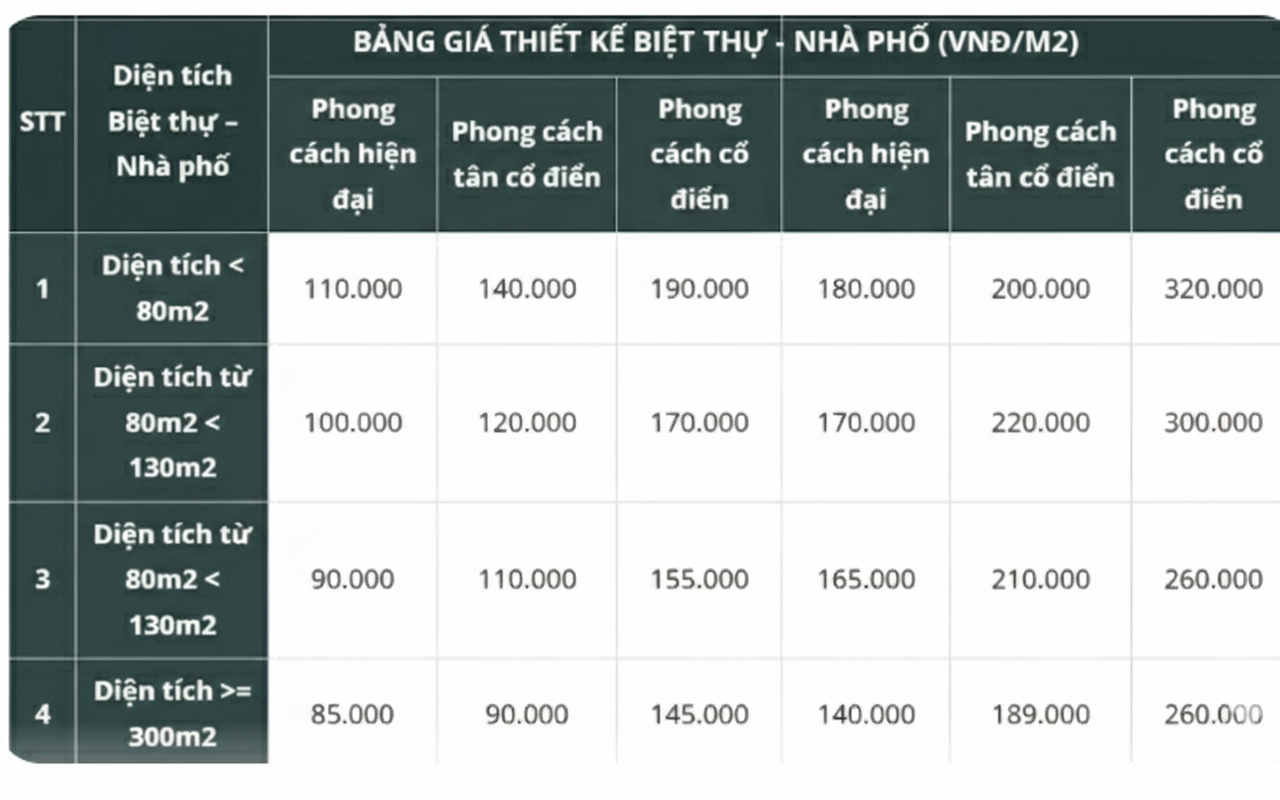 BẢNG GIÁ THIẾT KẾ BIỆT THỰ - NHÀ PHỐ (VNĐ/M2)
STT
Diện tích
Biệt thự –
Nhà phố
Phong
cách hiện
đại
Phong cách
tân cổ điển
Phong
cách cổ
điển
Phong
cách hiện
đại
Phong cách
tân cổ điển
Phong
cách cổ
điển
1
Diện tích <
80m2
110.000
140.000
190.000
180.000
200.000
320.000
2
Diện tích từ
80m2 <
130m2
100.000
120.000
170.000
170.000
220.000
300.000
3
Diện tích từ
80m2 <
130m2
90.000
110.000
155.000
165.000
210.000
260.000
4
Diện tích >=
300m2
85.000
90.000
145.000
140.000
189.000
260.000